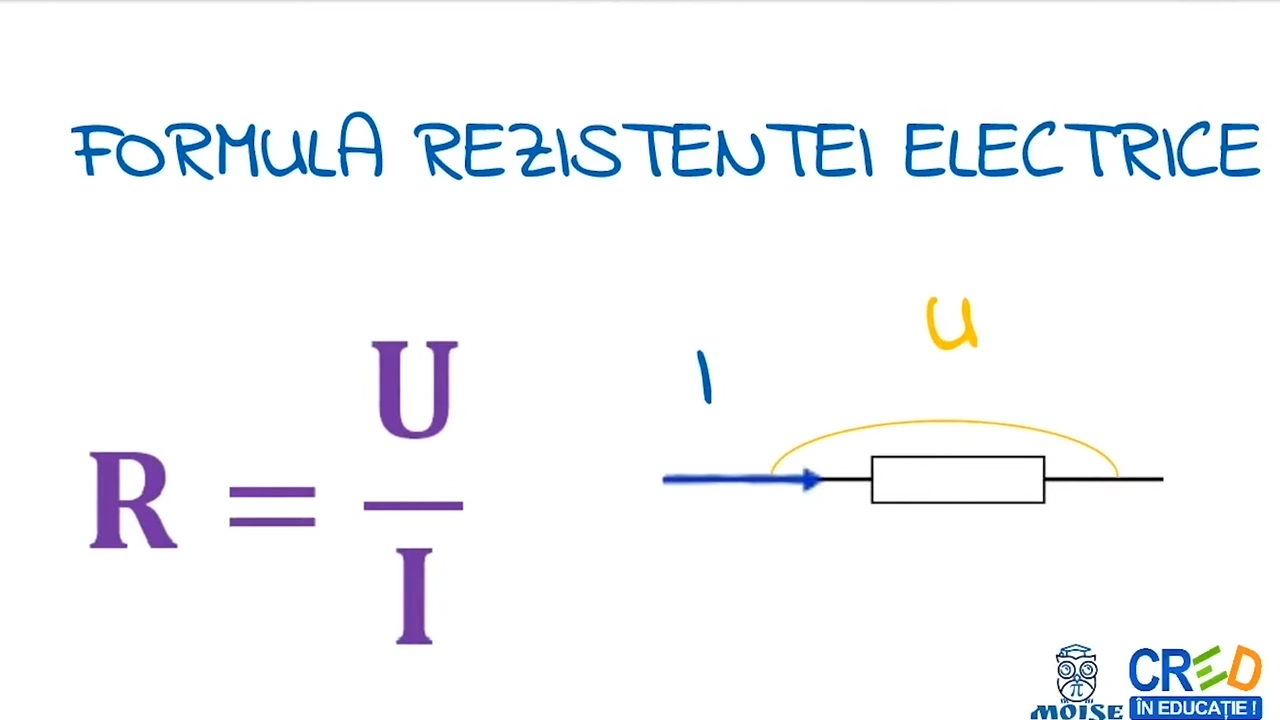 FORMULA REZISTENTEI ELECTRICE
U
I
U
R =
I
π
MOISE
CRED
ÎN EDUCAȚIE !